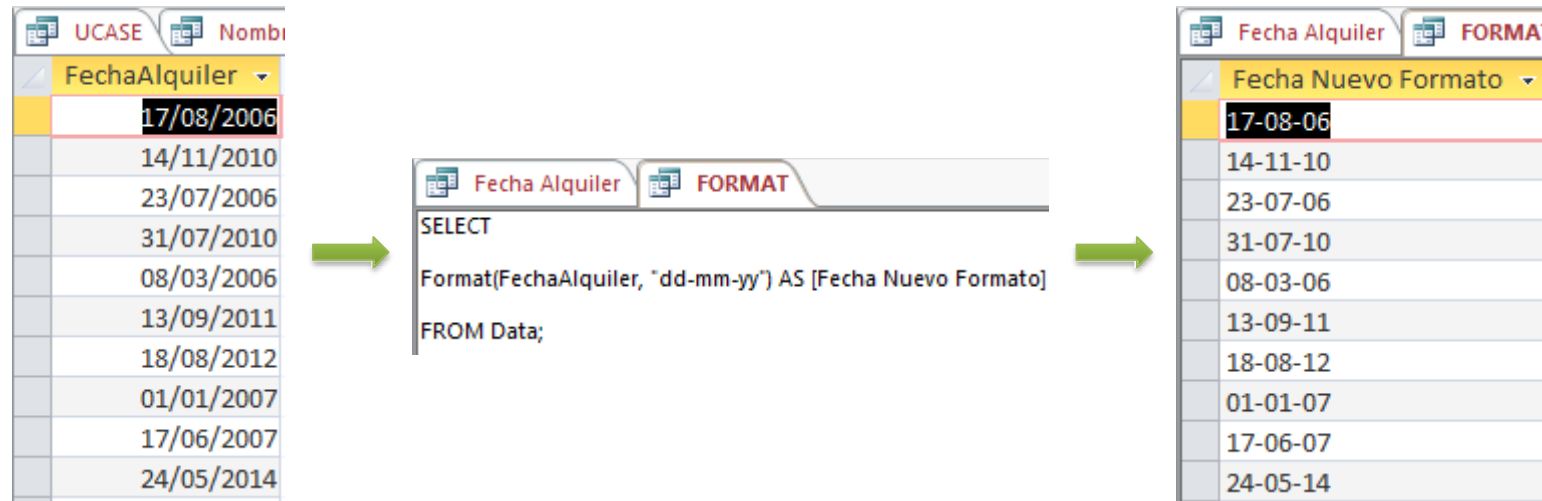 UCASE Nomb
FechaAlquiler
17/08/2006
14/11/2010
23/07/2006
31/07/2010
08/03/2006
13/09/2011
18/08/2012
01/01/2007
17/06/2007
24/05/2014
Fecha Alquiler FORMAT
SELECT
Format(FechaAlquiler, "dd-mm-yy") AS [Fecha Nuevo Formato]
FROM Data;
Fecha Alquiler FORMA
Fecha Nuevo Formato
17-08-06
14-11-10
23-07-06
31-07-10
08-03-06
13-09-11
18-08-12
01-01-07
17-06-07
24-05-14